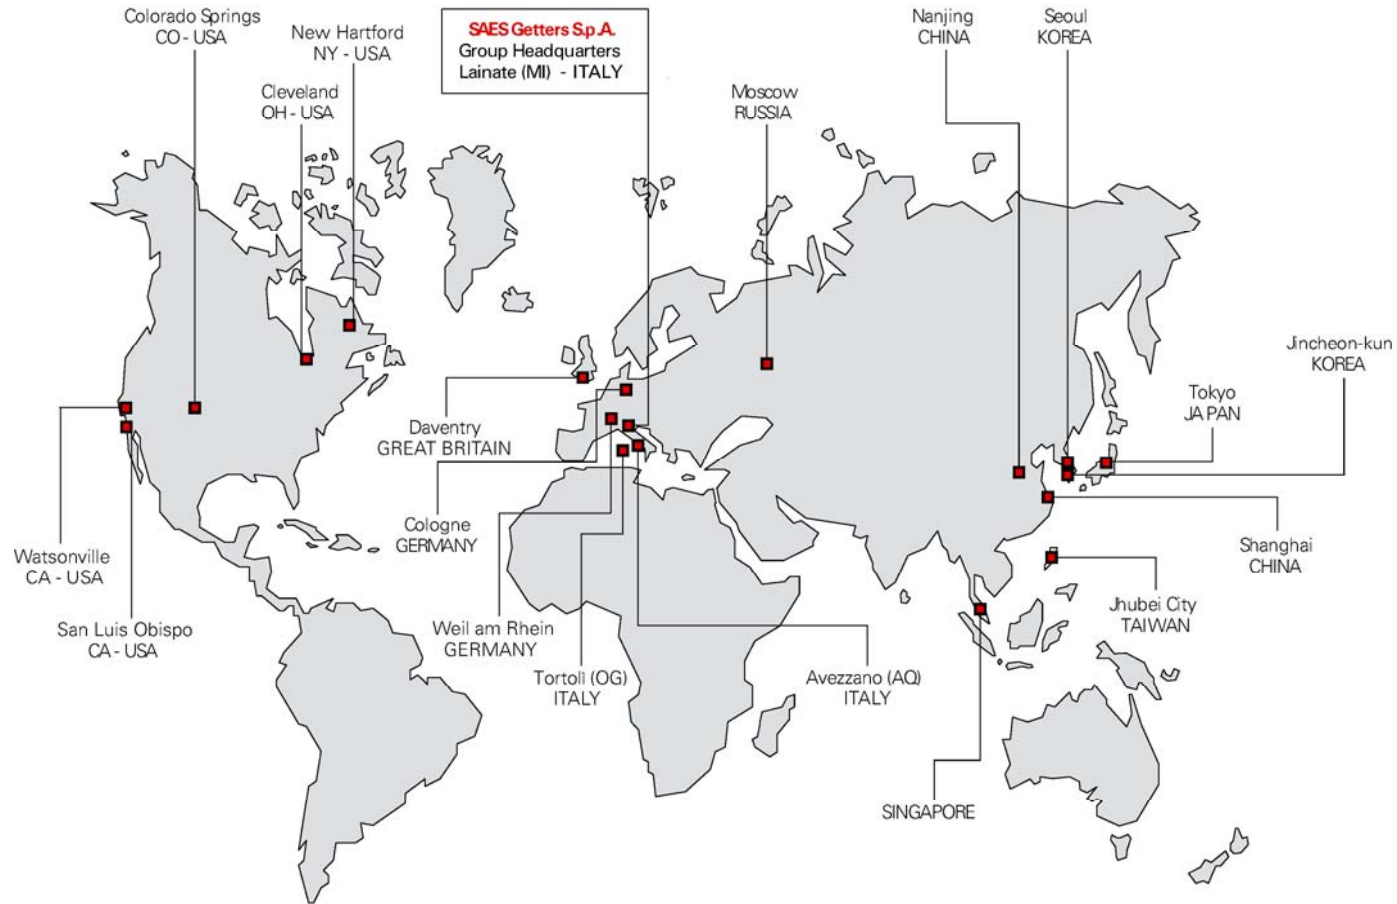 Colorado Springs
CO - USA
New Hartford
NY - USA
Cleveland
OH - USA
SAES Getters S.p.A.
Group Headquarters
Lainate (MI) - ITALY
Moscow
RUSSIA
Nanjing
CHINA
Seoul
KOREA
Jincheon-kun
KOREA
Tokyo
JAPAN
Daventry
GREAT BRITAIN
Cologne
GERMANY
Watsonville
CA - USA
San Luis Obispo
CA - USA
Weil am Rhein
GERMANY
Tortolì (OG)
ITALY
Avezzano (AQ)
ITALY
Shanghai
CHINA
Jhubei City
TAIWAN
SINGAPORE